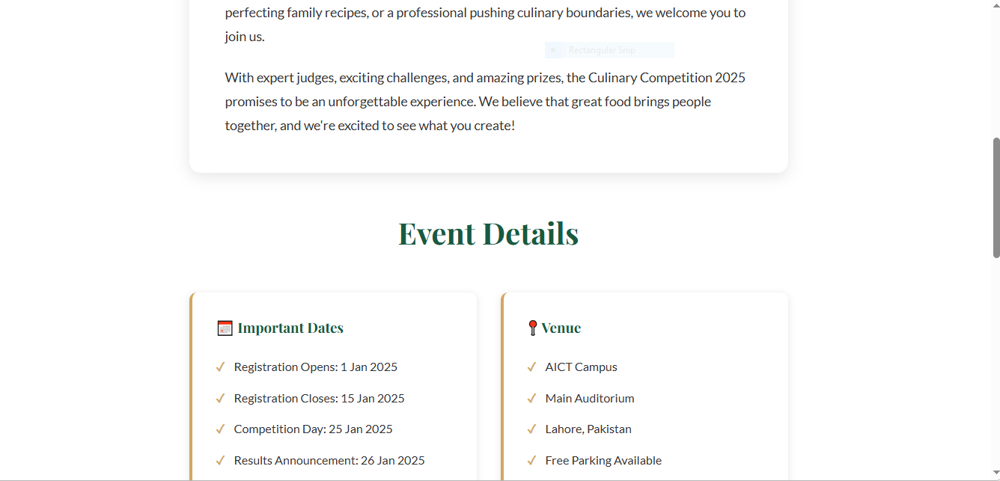 perfecting family recipes, or a professional pushing culinary boundaries, we welcome you to
join us.
Rectangular Snip
With expert judges, exciting challenges, and amazing prizes, the Culinary Competition 2025
promises to be an unforgettable experience. We believe that great food brings people
together, and we're excited to see what you create!
Event Details
Important Dates
✓ Registration Opens: 1 Jan 2025
✓ Registration Closes: 15 Jan 2025
✓ Competition Day: 25 Jan 2025
✓ Results Announcement: 26 Jan 2025
Venue
✓ AICT Campus
✓ Main Auditorium
✓ Lahore, Pakistan
✓ Free Parking Available